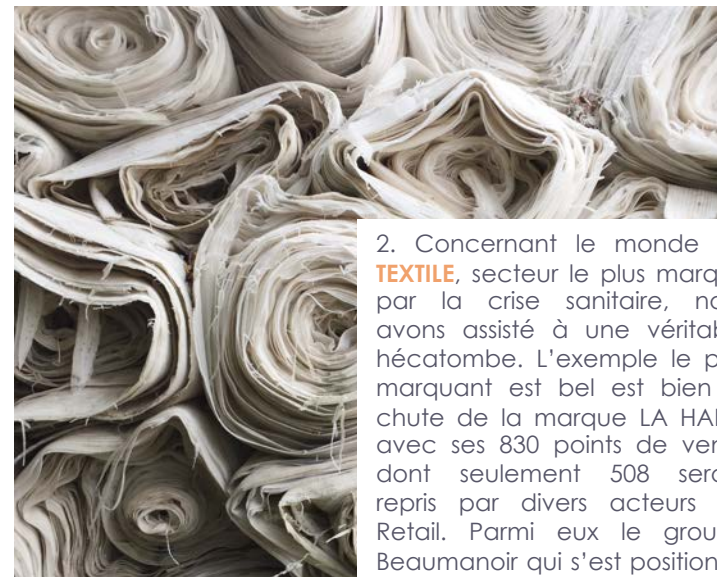 2. Concernant le monde
TEXTILE, secteur le plus marq
par la crise sanitaire, no
avons assisté à une véritab
hécatombe. L'exemple le p
marquant est bel est bien
chute de la marque LA HAL
avec ses 830 points de ven
dont seulement 508 sero
repris par divers acteurs
Retail. Parmi eux le grou
Beaumanoir qui s'est position